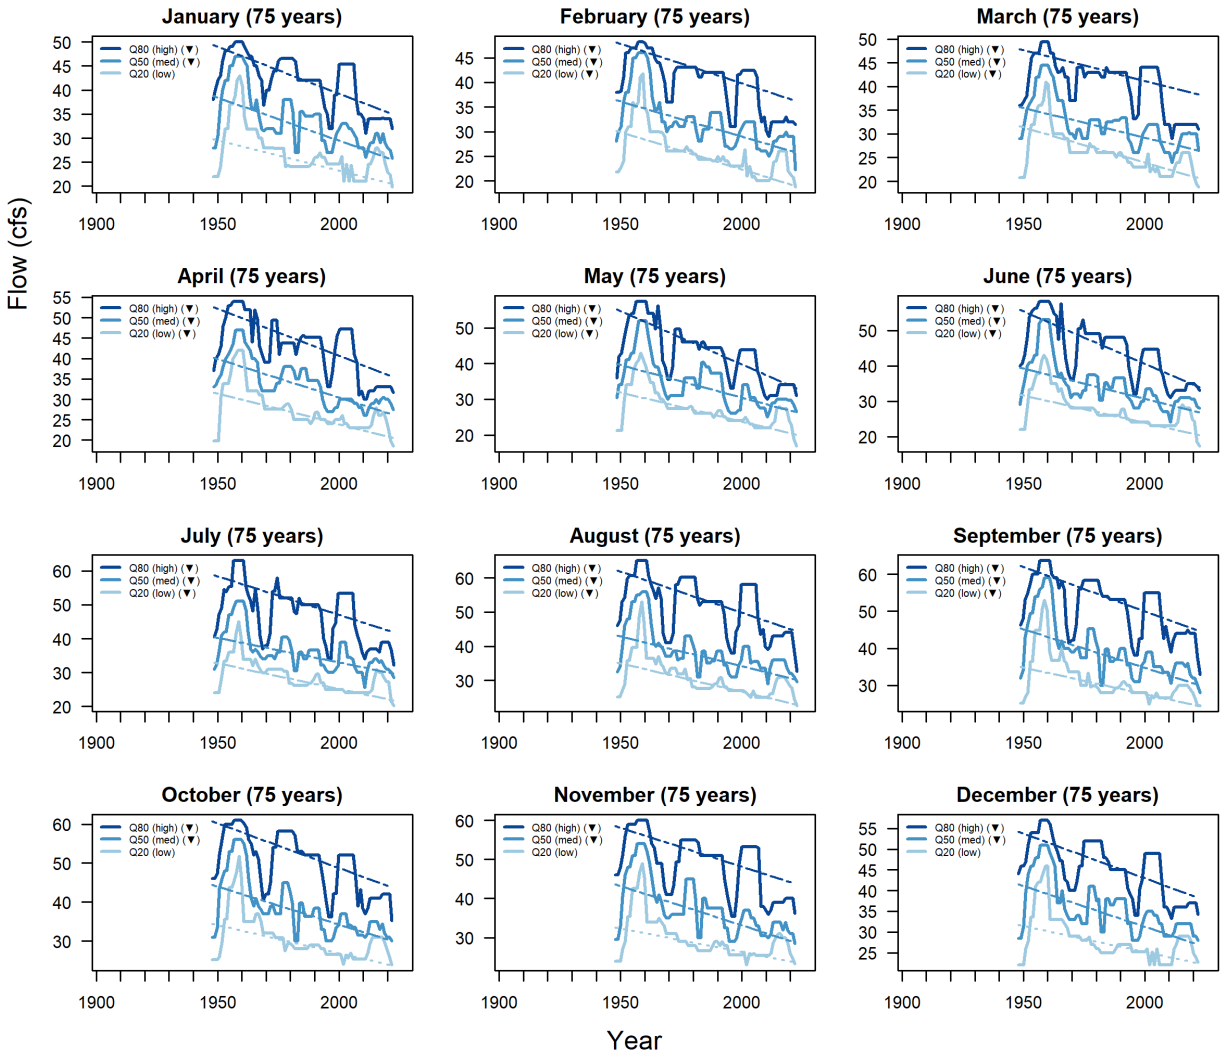 January (75 years)
50
45
40
35
30
25
20
Q80 (high) (▼)
Q50 (med) (▼)
Q20 (low)
1900
1950
2000
February (75 years)
45
40
35
30
25
20
Q80 (high) (▼)
Q50 (med) (▼)
Q20 (low) (▼)
1900
1950
2000
March (75 years)
50
45
40
35
30
25
20
Q80 (high) (▼)
Q50 (med) (▼)
Q20 (low) (▼)
1900
1950
2000
Flow (cfs)
April (75 years)
55
50
45
40
35
30
25
20
Q80 (high) (▼)
Q50 (med) (▼)
Q20 (low) (▼)
1900
1950
2000
May (75 years)
50
40
30
20
Q80 (high) (▼)
Q50 (med) (▼)
Q20 (low) (▼)
1900
1950
2000
June (75 years)
50
40
30
20
Q80 (high) (▼)
Q50 (med) (▼)
Q20 (low) (▼)
1900
1950
2000
July (75 years)
60
50
40
30
20
Q80 (high) (▼)
Q50 (med) (▼)
Q20 (low) (▼)
1900
1950
2000
August (75 years)
60
50
40
30
Q80 (high) (▼)
Q50 (med) (▼)
Q20 (low) (▼)
1900
1950
2000
September (75 years)
60
50
40
30
Q80 (high) (▼)
Q50 (med) (▼)
Q20 (low) (▼)
1900
1950
2000
October (75 years)
60
50
40
30
Q80 (high) (▼)
Q50 (med) (▼)
Q20 (low)
1900
1950
2000
November (75 years)
60
50
40
30
Q80 (high) (▼)
Q50 (med) (▼)
Q20 (low)
1900
1950
2000
December (75 years)
55
50
45
40
35
30
25
Q80 (high) (▼)
Q50 (med) (▼)
Q20 (low)
1900
1950
2000
Year